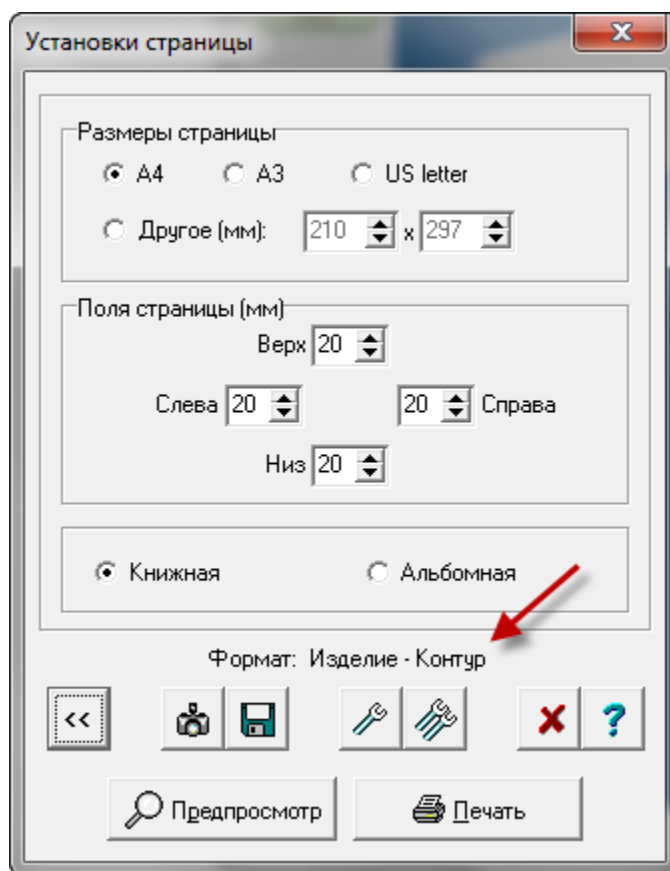 Установки страницы
Размеры страницы
A4 A3 US letter
Другое (мм): 210 x 297
Поля страницы (мм)
Верх 20
Слева 20 20 Справа
Низ 20
Книжная Альбомная
Формат: Изделие - Контур
<< ?
Предпросмотр Печать